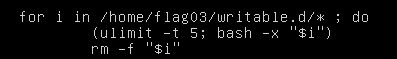 for i in /home/flag03/writable.d/* ; do
(ulimit -t 5; bash -x "$i")
rm -f "$i"